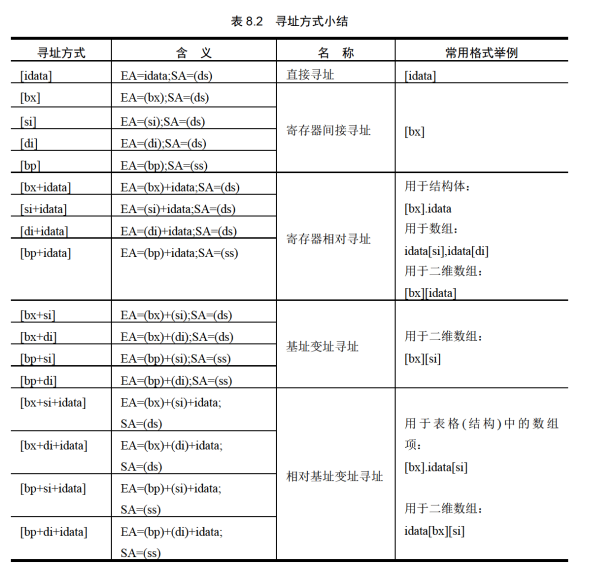 表 8.2 寻址方式小结
寻址方式 含 义 名 称 常用格式举例
[idata] EA=idata;SA=(ds) 直接寻址 [idata]
[bx] EA=(bx);SA=(ds)
[si] EA=(si);SA=(ds)
[di] EA=(di);SA=(ds)
[bp] EA=(bp);SA=(ss)
寄存器间接寻址 [bx]
[bx+idata] EA=(bx)+idata;SA=(ds)
[si+idata] EA=(si)+idata;SA=(ds)
[di+idata] EA=(di)+idata;SA=(ds)
[bp+idata] EA=(bp)+idata;SA=(ss)
寄存器相对寻址
用于结构体：
[bx].idata
用于数组：
idata[si],idata[di]
用于二维数组：
[bx][idata]
[bx+si] EA=(bx)+(si);SA=(ds)
[bx+di] EA=(bx)+(di);SA=(ds)
[bp+si] EA=(bp)+(si);SA=(ss)
[bp+di] EA=(bp)+(di);SA=(ss)
基址变址寻址
用于二维数组：
[bx][si]
[bx+si+idata] EA=(bx)+(si)+idata;
SA=(ds)
[bx+di+idata] EA=(bx)+(di)+idata;
SA=(ds)
[bp+si+idata] EA=(bp)+(si)+idata;
SA=(ss)
[bp+di+idata] EA=(bp)+(di)+idata;
SA=(ss)
相对基址变址寻址
用于表格(结构)中的数组
项：
[bx].idata[si]
用于二维数组：
idata[bx][si]